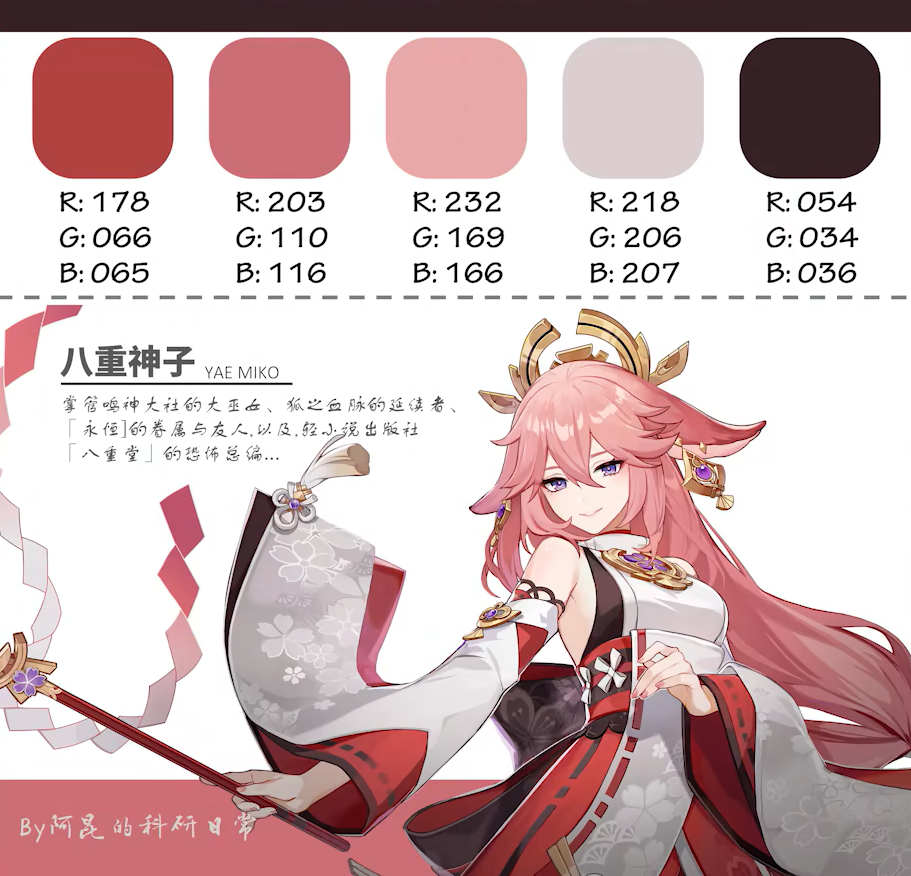 R: 178 R: 203 R: 232 R: 218 R: 054
G: 066 G: 110 G: 169 G: 206 G: 034
B: 065 B: 116 B: 166 B: 207 B: 036
八重神子 YAE MIKO
掌管鸣神大社的大巫女、狐之血脉的延续者、
「永恒]的眷属与友人,以及,轻小说出版社
「八重堂」的恐怖总编...
By阿昆的科研日常